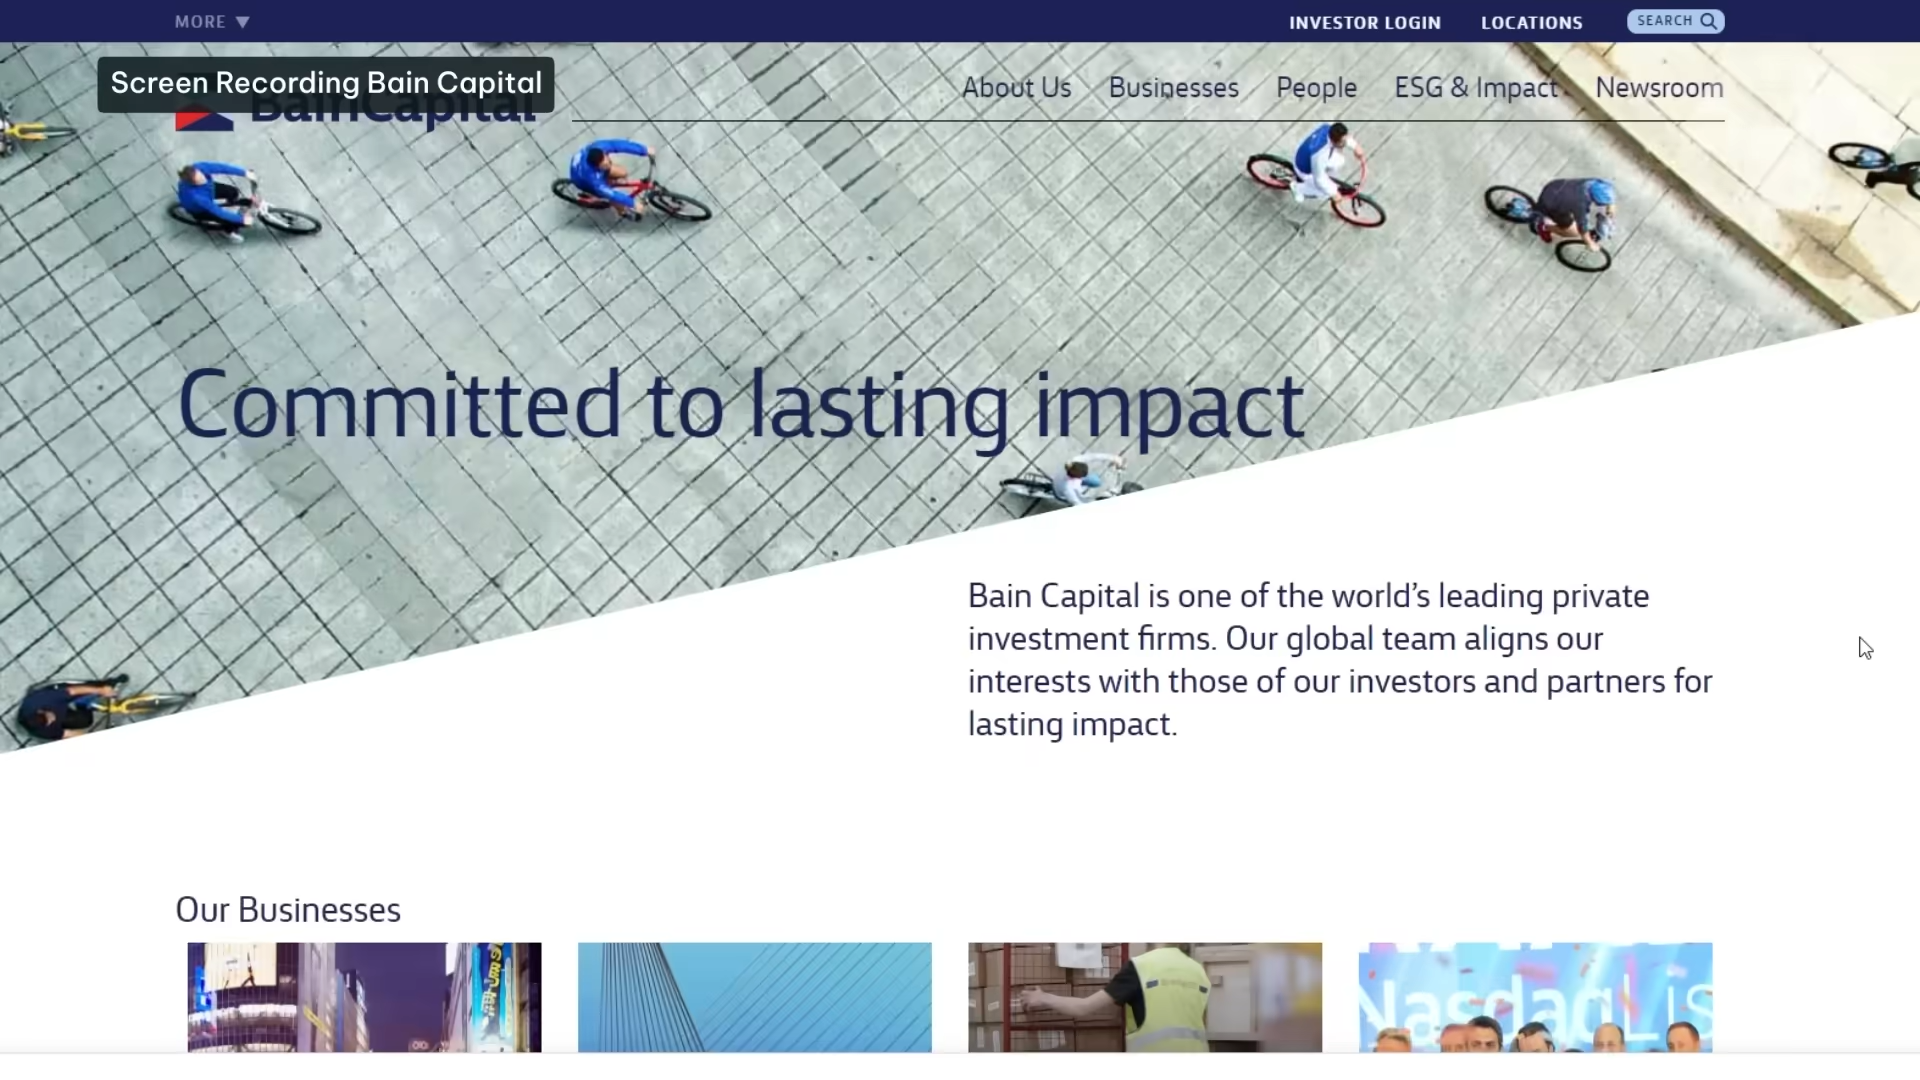 MORE
INVESTOR LOGIN
LOCATIONS
SEARCH
Screen Recording Bain Capital
BainCapital
About Us
Businesses
People
ESG & Impact
Newsroom
Committed to lasting impact
Bain Capital is one of the world’s leading private
investment firms. Our global team aligns our
interests with those of our investors and partners for
lasting impact.
Our Businesses
Nasdaq Lis